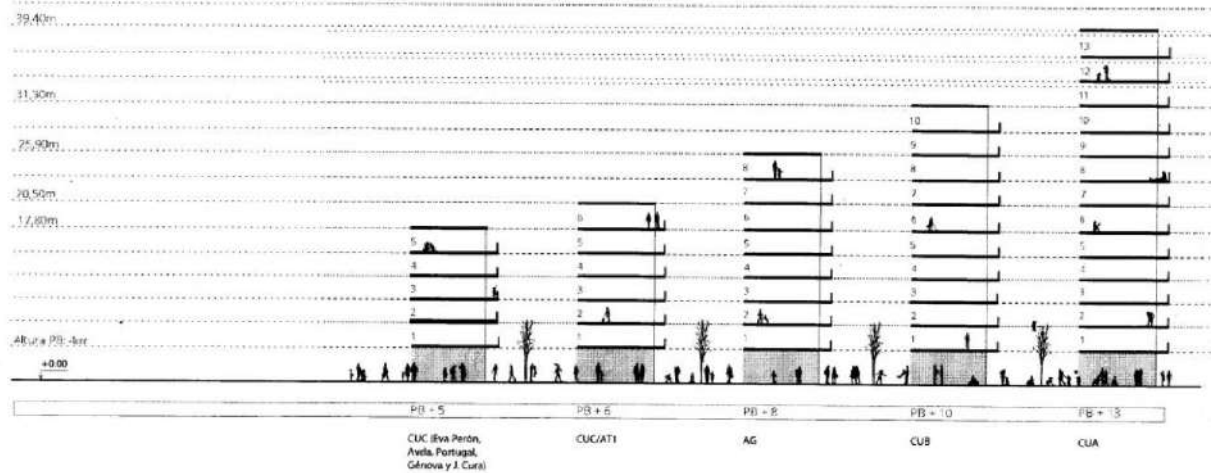 39,40m
31,30m
25,90m
20,50m
17,80m
Altura PB: 4m
+0.00
5
4
3
2
1
6
5
4
3
2
1
8
7
6
5
4
3
2
1
10
9
8
7
6
5
4
3
2
1
13
12
11
10
9
8
7
6
5
4
3
2
1
PB + 5
PB + 6
PB + 8
PB + 10
PB + 13
CUC (Eva Perón,
Avda. Portugal,
Génova y J. Cura)
CUC/AT1
AG
CUB
CUA